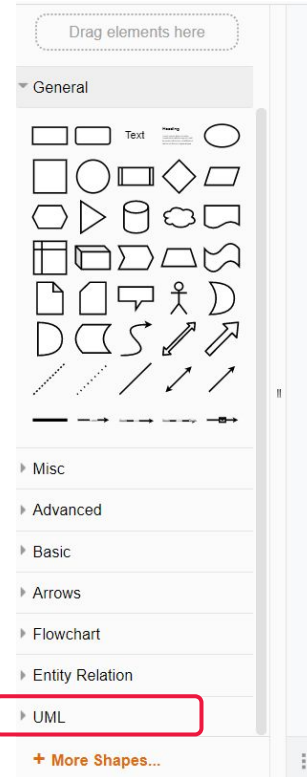 Drag elements here
General
Text
Heading
Misc
Advanced
Basic
Arrows
Flowchart
Entity Relation
UML
+ More Shapes...